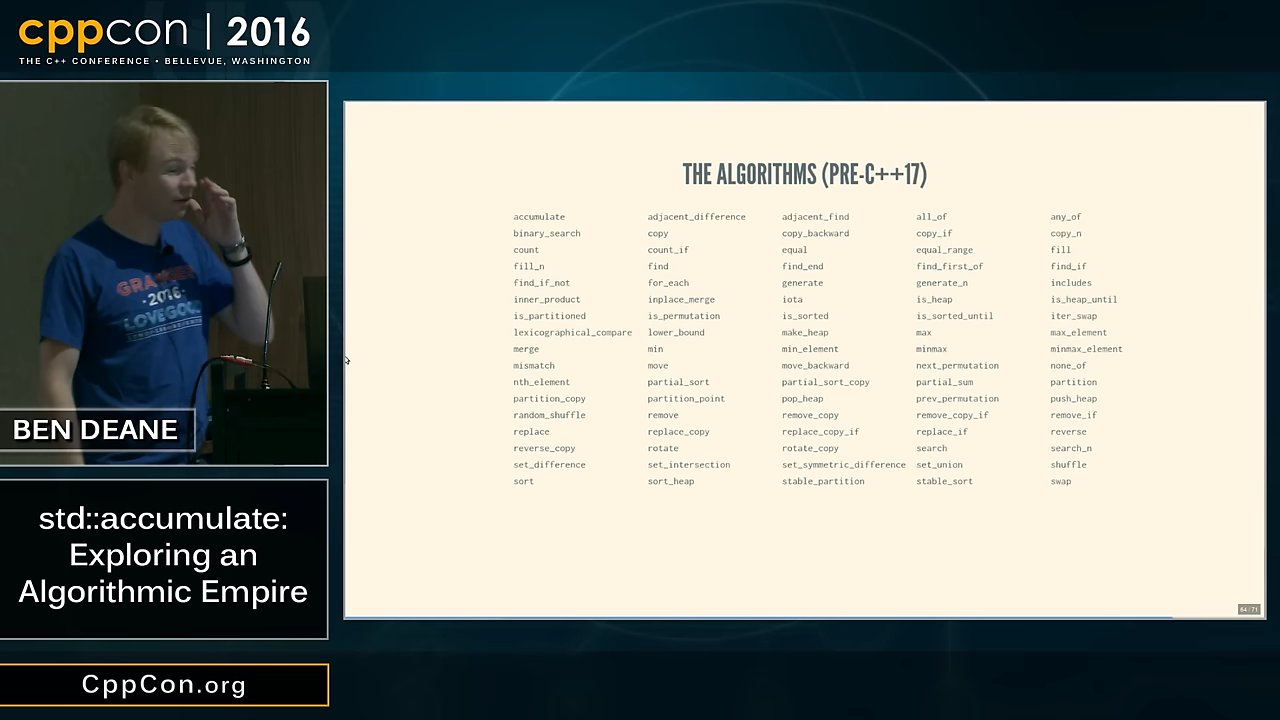 cppcon | 2016
THE C++ CONFERENCE • BELLEVUE, WASHINGTON
2016
BEN DEANE
std::accumulate:
Exploring an
Algorithmic Empire
CppCon.org
THE ALGORITHMS (PRE-C++17)
accumulate adjacent_difference adjacent_find all_of any_of
binary_search copy copy_backward copy_if copy_n
count count_if equal equal_range fill
fill_n find find_end find_first_of find_if
find_if_not for_each generate generate_n includes
inner_product inplace_merge iota is_heap is_heap_until
is_partitioned is_permutation is_sorted is_sorted_until iter_swap
lexicographical_compare lower_bound make_heap max max_element
merge min min_element minmax minmax_element
mismatch move move_backward next_permutation none_of
nth_element partial_sort partial_sort_copy partial_sum partition
partition_copy partition_point pop_heap prev_permutation push_heap
random_shuffle remove remove_copy remove_copy_if remove_if
replace replace_copy replace_copy_if replace_if reverse
reverse_copy rotate rotate_copy search search_n
set_difference set_intersection set_symmetric_difference set_union shuffle
sort sort_heap stable_partition stable_sort swap
64 / 71